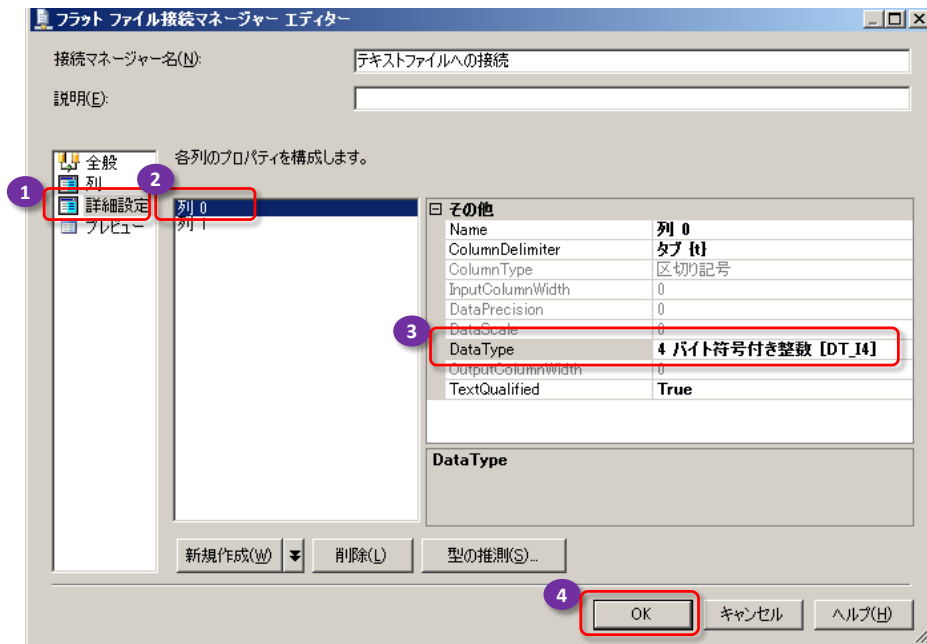 フラット ファイル接続マネージャー エディター
接続マネージャー名(N):
テキストファイルへの接続
説明(E):
全般
各列のプロパティを構成します。
1
列
2
詳細設定
プレビュー
列 0
列 1
その他
Name 列 0
ColumnDelimiter タブ {t}
ColumnType 区切り記号
InputColumnWidth 0
DataPrecision 0
3
DataScale 0
DataType 4 バイト符号付き整数 [DT_I4]
OutputColumnWidth 0
TextQualified True
DataType
新規作成(W)
削除(L)
型の推測(S)...
4
OK
キャンセル
ヘルプ(H)